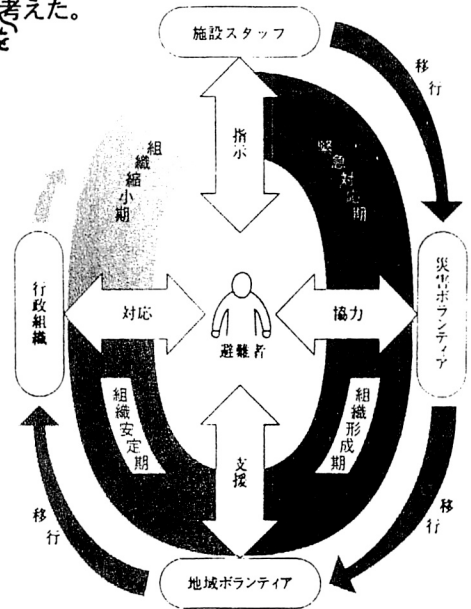 考えた。
を
施設スタッフ
移行
指示
組織縮小期
緊急対応期
行政組織
対応
避難者
協力
災害ボランティア
組織安定期
組織形成期
支援
移行
移行
地域ボランティア